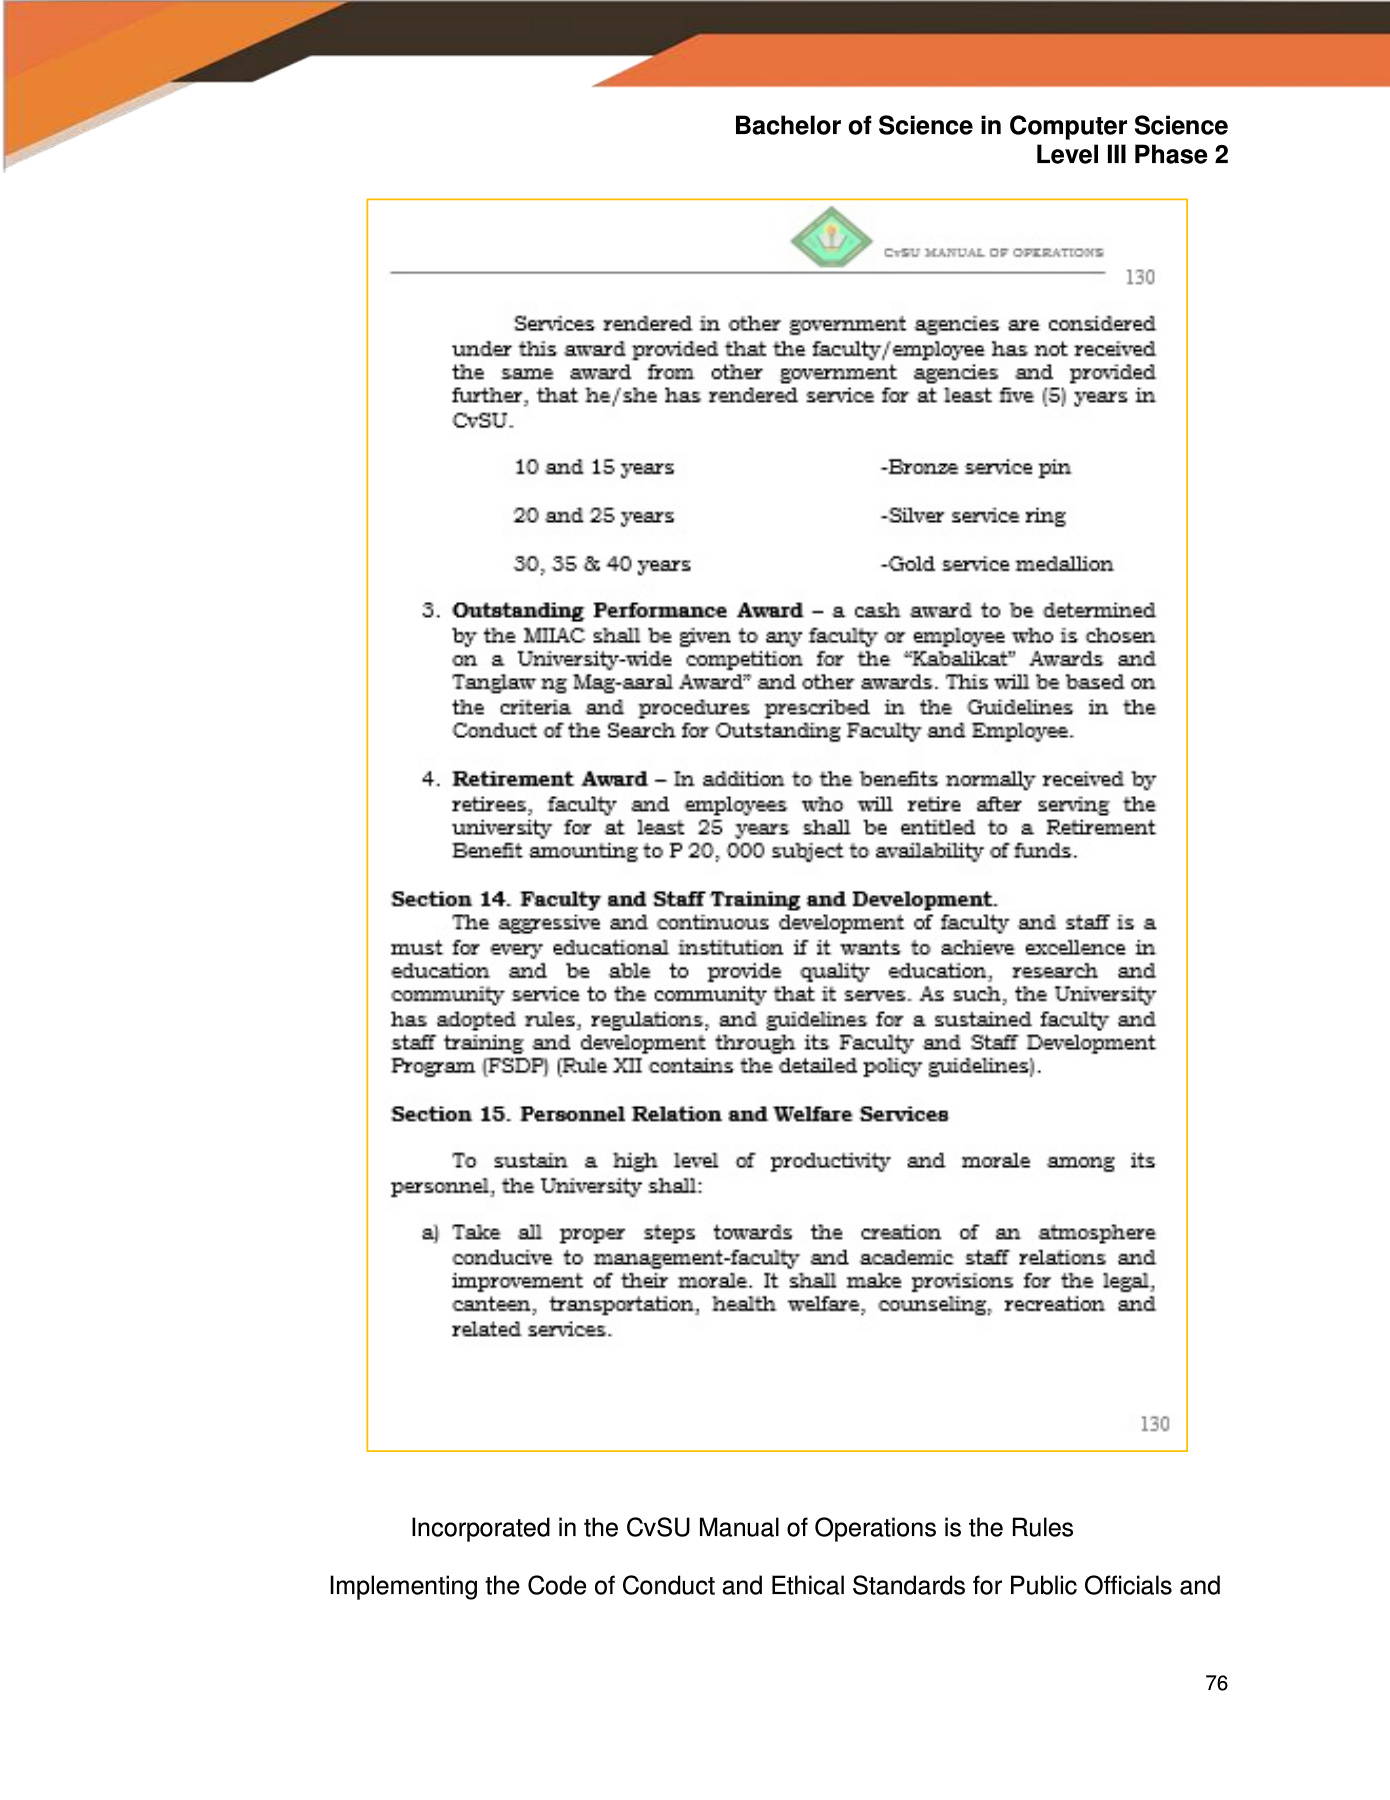 Bachelor of Science in Computer Science
Level III Phase 2
CvSU MANUAL OF OPERATIONS
130
Services rendered in other government agencies are considered
under this award provided that the faculty/employee has not received
the same award from other government agencies and provided
further, that he/she has rendered service for at least five (5) years in
CvSU.
10 and 15 years -Bronze service pin
20 and 25 years -Silver service ring
30, 35 & 40 years -Gold service medallion
3. Outstanding Performance Award – a cash award to be determined
by the MIIAC shall be given to any faculty or employee who is chosen
on a University-wide competition for the “Kabalikat” Awards and
Tanglaw ng Mag-aaral Award” and other awards. This will be based on
the criteria and procedures prescribed in the Guidelines in the
Conduct of the Search for Outstanding Faculty and Employee.
4. Retirement Award – In addition to the benefits normally received by
retirees, faculty and employees who will retire after serving the
university for at least 25 years shall be entitled to a Retirement
Benefit amounting to P 20, 000 subject to availability of funds.
Section 14. Faculty and Staff Training and Development.
The aggressive and continuous development of faculty and staff is a
must for every educational institution if it wants to achieve excellence in
education and be able to provide quality education, research and
community service to the community that it serves. As such, the University
has adopted rules, regulations, and guidelines for a sustained faculty and
staff training and development through its Faculty and Staff Development
Program (FSDP) (Rule XII contains the detailed policy guidelines).
Section 15. Personnel Relation and Welfare Services
To sustain a high level of productivity and morale among its
personnel, the University shall:
a) Take all proper steps towards the creation of an atmosphere
conducive to management-faculty and academic staff relations and
improvement of their morale. It shall make provisions for the legal,
canteen, transportation, health welfare, counseling, recreation and
related services.
130
Incorporated in the CvSU Manual of Operations is the Rules
Implementing the Code of Conduct and Ethical Standards for Public Officials and
76